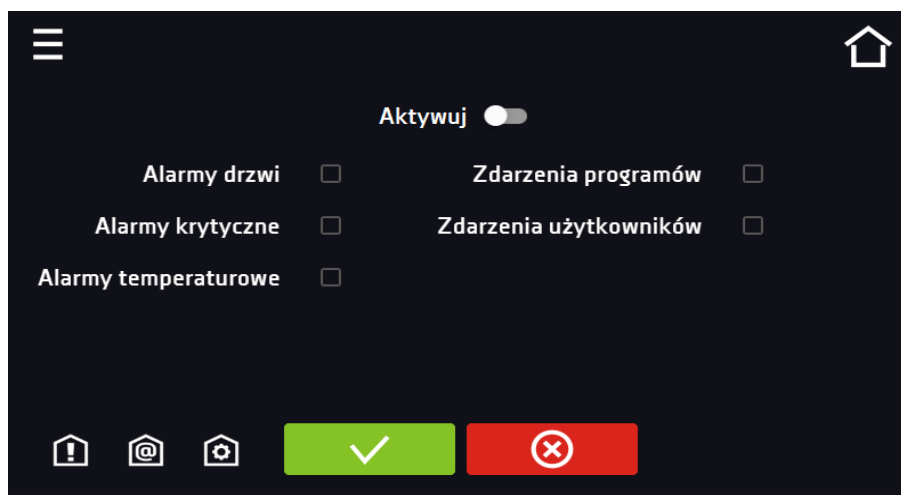 Aktywuj
Alarmy drzwi
Zdarzenia programów
Alarmy krytyczne
Zdarzenia użytkowników
Alarmy temperaturowe